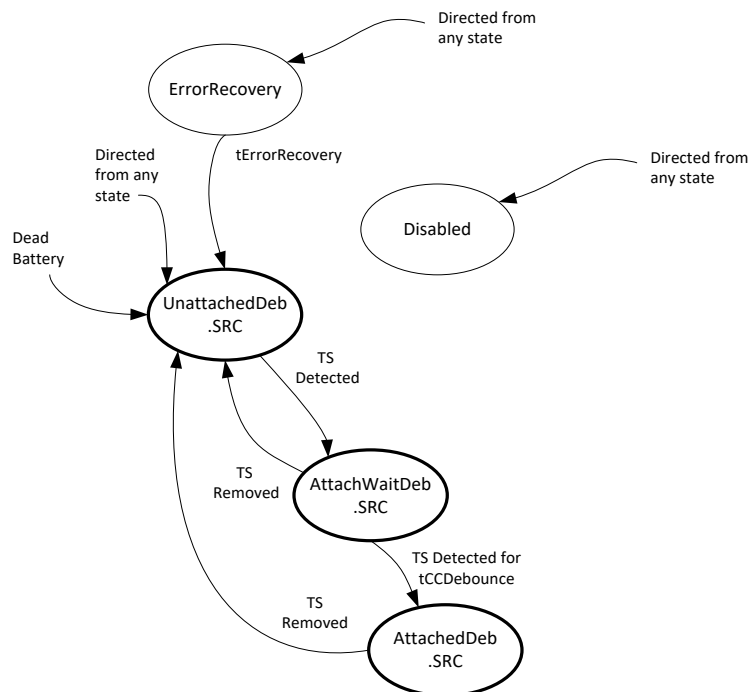 Directed from
any state
ErrorRecovery
tErrorRecovery
Directed
from any
state
Directed from
any state
Disabled
Dead
Battery
UnattachedDeb
.SRC
TS
Detected
TS
Removed
AttachWaitDeb
.SRC
TS Detected for
tCCDebounce
TS
Removed
AttachedDeb
.SRC